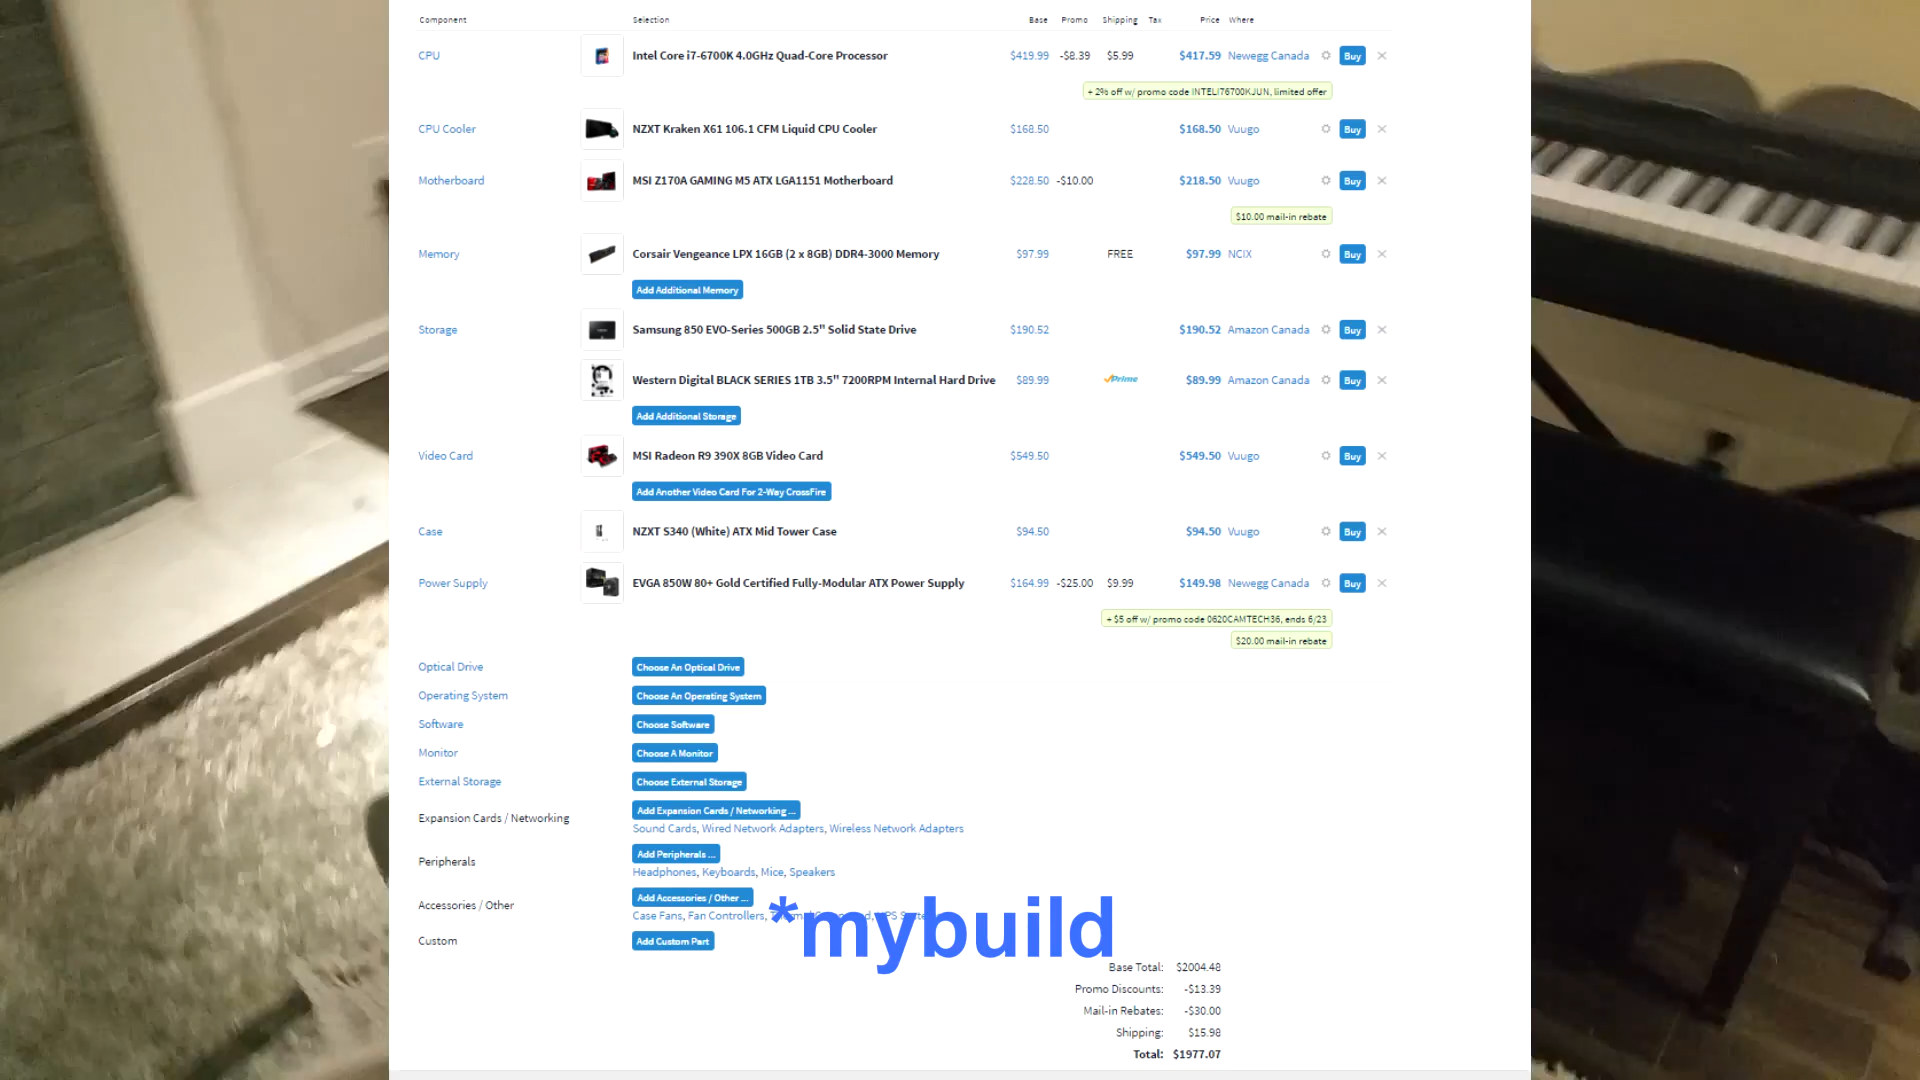 Component Selection Base Promo Shipping Tax Price Where
CPU Intel Core i7-6700K 4.0GHz Quad-Core Processor $419.99 -$8.39 $5.99 $417.59 Newegg Canada Buy
+ 2% off w/ promo code INTELI76700KJUN, limited offer
CPU Cooler NZXT Kraken X61 106.1 CFM Liquid CPU Cooler $168.50 $168.50 Vuugo Buy
Motherboard MSI Z170A GAMING M5 ATX LGA1151 Motherboard $228.50 -$10.00 $218.50 Vuugo Buy
$10.00 mail-in rebate
Memory Corsair Vengeance LPX 16GB (2 x 8GB) DDR4-3000 Memory $97.99 FREE $97.99 NCIX Buy
Add Additional Memory
Storage Samsung 850 EVO-Series 500GB 2.5" Solid State Drive $190.52 $190.52 Amazon Canada Buy
Western Digital BLACK SERIES 1TB 3.5" 7200RPM Internal Hard Drive $89.99 Prime $89.99 Amazon Canada Buy
Add Additional Storage
Video Card MSI Radeon R9 390X 8GB Video Card $549.50 $549.50 Vuugo Buy
Add Another Video Card For 2-Way CrossFire
Case NZXT S340 (White) ATX Mid Tower Case $94.50 $94.50 Vuugo Buy
Power Supply EVGA 850W 80+ Gold Certified Fully-Modular ATX Power Supply $164.99 -$25.00 $9.99 $149.98 Newegg Canada Buy
+ $5 off w/ promo code 0620CAMTECH36, ends 6/23
$20.00 mail-in rebate
Optical Drive Choose An Optical Drive
Operating System Choose An Operating System
Software Choose Software
Monitor Choose A Monitor
External Storage Choose External Storage
Expansion Cards / Networking Add Expansion Cards / Networking ...
Sound Cards, Wired Network Adapters, Wireless Network Adapters
Peripherals Add Peripherals ...
Headphones, Keyboards, Mice, Speakers
Accessories / Other Add Accessories / Other ...
Case Fans, Fan Controllers,
*mybuild
Custom Add Custom Part
Base Total: $2004.48
Promo Discounts: -$13.39
Mail-in Rebates: -$30.00
Shipping: $15.98
Total: $1977.07